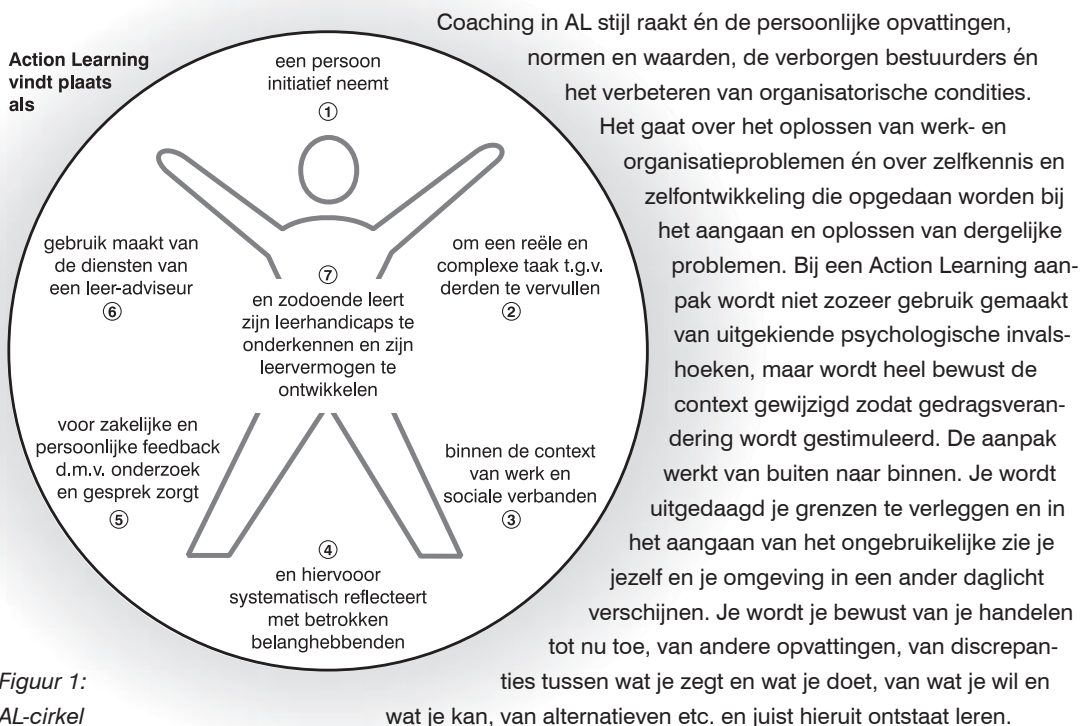 Action Learning
vindt plaats
als
een persoon
initiatief neemt
①
om een reële en
complexe taak t.g.v.
derden te vervullen
②
binnen de context
van werk en
sociale verbanden
③
④
en hiervooor
systematisch reflecteert
met betrokken
belanghebbenden
voor zakelijke en
persoonlijke feedback
d.m.v. onderzoek
en gesprek zorgt
⑤
gebruik maakt van
de diensten van
een leer-adviseur
⑥
⑦
en zodoende leert
zijn leerhandicaps te
onderkennen en zijn
leervermogen te
ontwikkelen
Figuur 1:
AL-cirkel
Coaching in AL stijl raakt én de persoonlijke opvattingen,
normen en waarden, de verborgen bestuurders én
het verbeteren van organisatorische condities.
Het gaat over het oplossen van werk- en
organisatieproblemen én over zelfkennis en
zelfontwikkeling die opgedaan worden bij
het aangaan en oplossen van dergelijke
problemen. Bij een Action Learning aan-
pak wordt niet zozeer gebruik gemaakt
van uitgekiende psychologische invals-
hoeken, maar wordt heel bewust de
context gewijzigd zodat gedragsveran-
dering wordt gestimuleerd. De aanpak
werkt van buiten naar binnen. Je wordt
uitgedaagd je grenzen te verleggen en in
het aangaan van het ongebruikelijke zie je
jezelf en je omgeving in een ander daglicht
verschijnen. Je wordt je bewust van je handelen
tot nu toe, van andere opvattingen, van discrepan-
ties tussen wat je zegt en wat je doet, van wat je wil en
wat je kan, van alternatieven etc. en juist hieruit ontstaat leren.